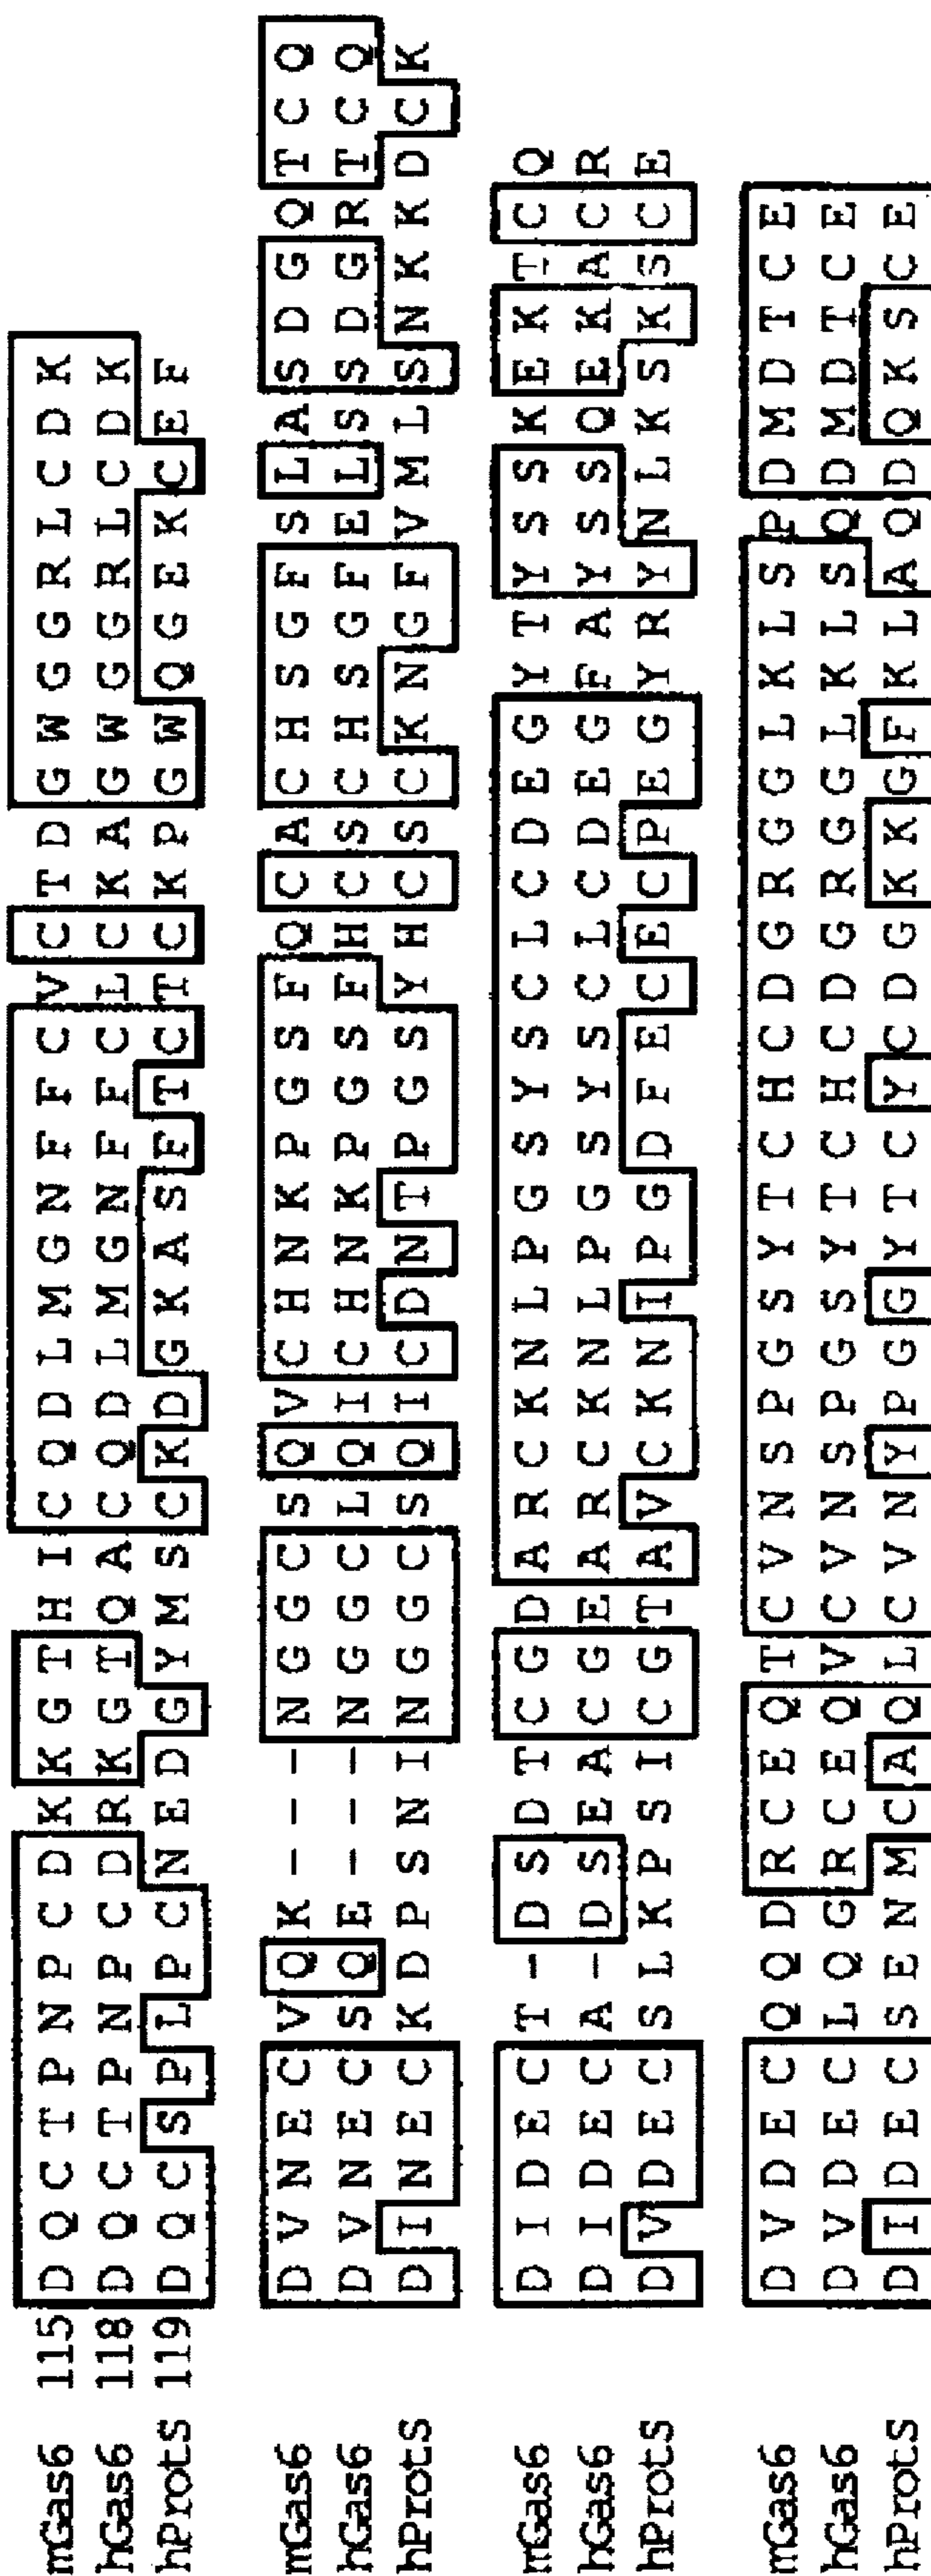 mGas6 115 D Q C T P N P C D K K G T H I C Q D L M G N F F C V C T D G W G G R L C D K
hGas6 118 D Q C T P N P C D R K G T Q A C Q D L M G N F F C L C K A G W G G R L C D K
hProts 119 D Q C S P L P C N E D G Y M S C K D G K A S F T C T C K P G W Q G E K C E F
mGas6 D V N E C V Q K - - - N G G C S Q V C H N K P G S F Q C A C H S G F S L A S D G Q T C Q
hGas6 D V N E C S Q E - - - N G G C L Q I C H N K P G S F H C S C H S G F E L S S D G R T C Q
hProts D I N E C K D P S N I N G G C S Q I C D N T P G S Y H C S C K N G F V M L S N K K D C K
mGas6 D I D E C T - D S D T C G D A R C K N L P G S Y S C L C D E G Y T Y S S K E K T C Q
hGas6 D I D E C A - D S E A C G E A R C K N L P G S Y S C L C D E G F A Y S S Q E K A C R
hProts D V D E C S L K P S I C G T A V C K N I P G D F E C E C P E G Y R Y N L K S K S C E
mGas6 D V D E C Q Q D R C E Q T C V N S P G S Y T C H C D G R G G L K L S P D M D T C E
hGas6 D V D E C L Q G R C E Q V C V N S P G S Y T C H C D G R G G L K L S Q D M D T C E
hProts D I D E C S E N M C A Q L C V N Y P G G Y T C Y C D G K K G F K L A Q D Q K S C E